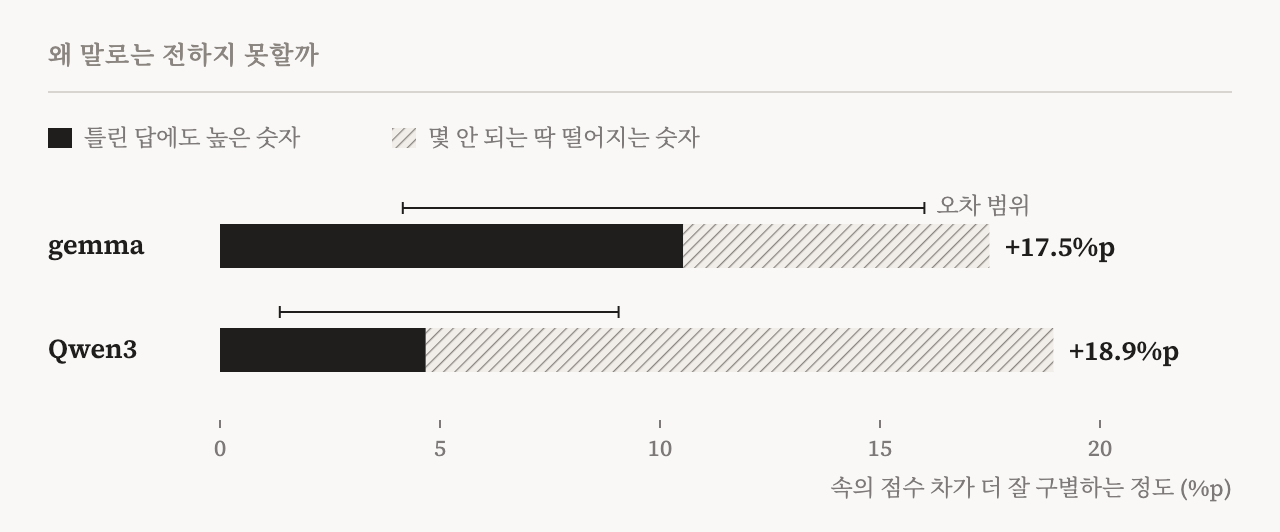 왜 말로는 전하지 못할까
틀린 답에도 높은 숫자
몇 안 되는 딱 떨어지는 숫자
오차 범위
gemma
+17.5%p
Qwen3
+18.9%p
0 5 10 15 20
속의 점수 차가 더 잘 구별하는 정도 (%p)